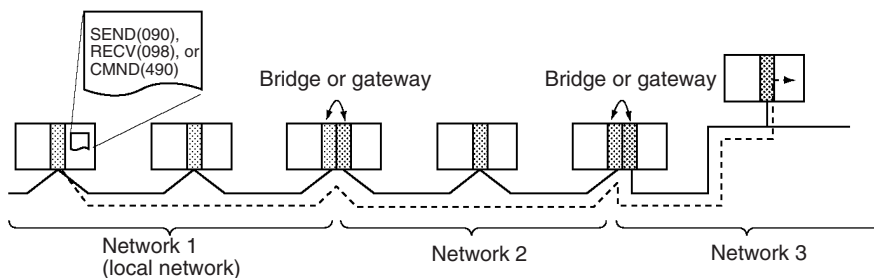 SEND(090),
RECV(098), or
CMND(490)
Bridge or gateway
Bridge or gateway
Network 1
(local network)
Network 2
Network 3